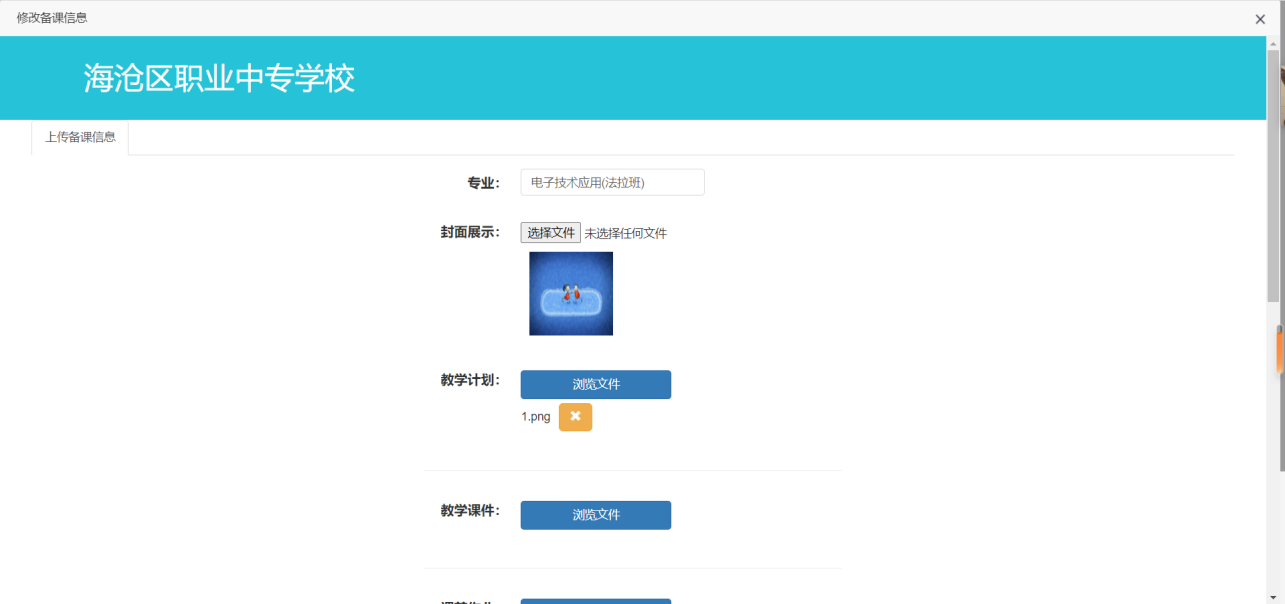 修改备课信息
海沧区职业中专学校
上传备课信息
专业： 电子技术应用(法拉班)
封面展示： 选择文件 未选择任何文件
教学计划： 浏览文件
1.png
教学课件： 浏览文件